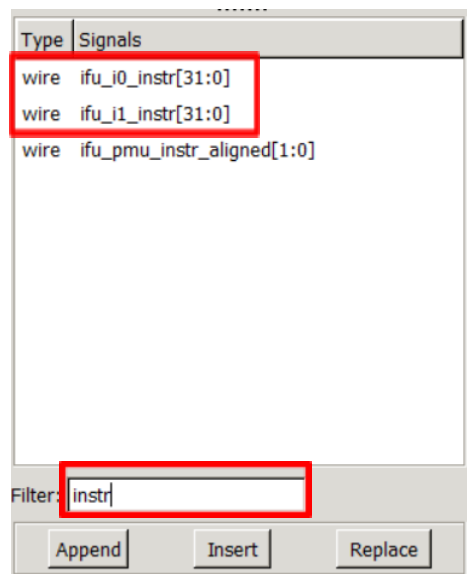 Type Signals
wire ifu_i0_instr[31:0]
wire ifu_i1_instr[31:0]
wire ifu_pmu_instr_aligned[1:0]
Filter: instr
Append Insert Replace